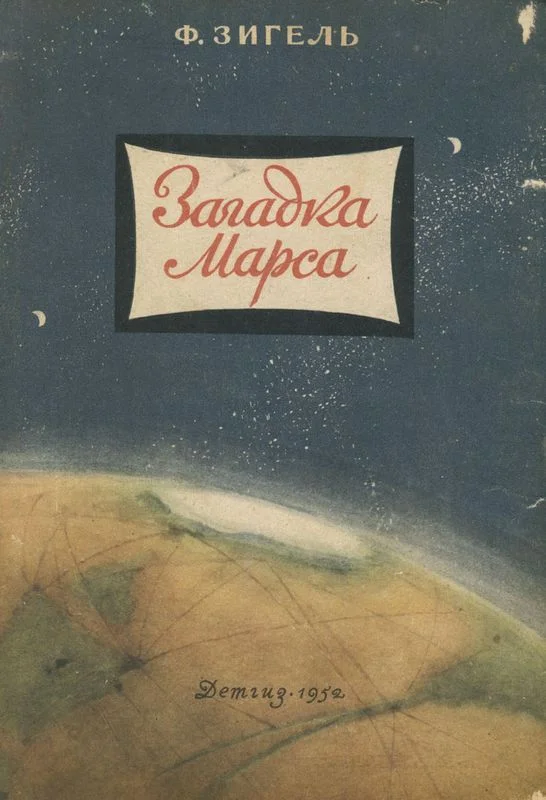 Ф. ЗИГЕЛЬ
Загадка
Марса
Детгиз • 1952